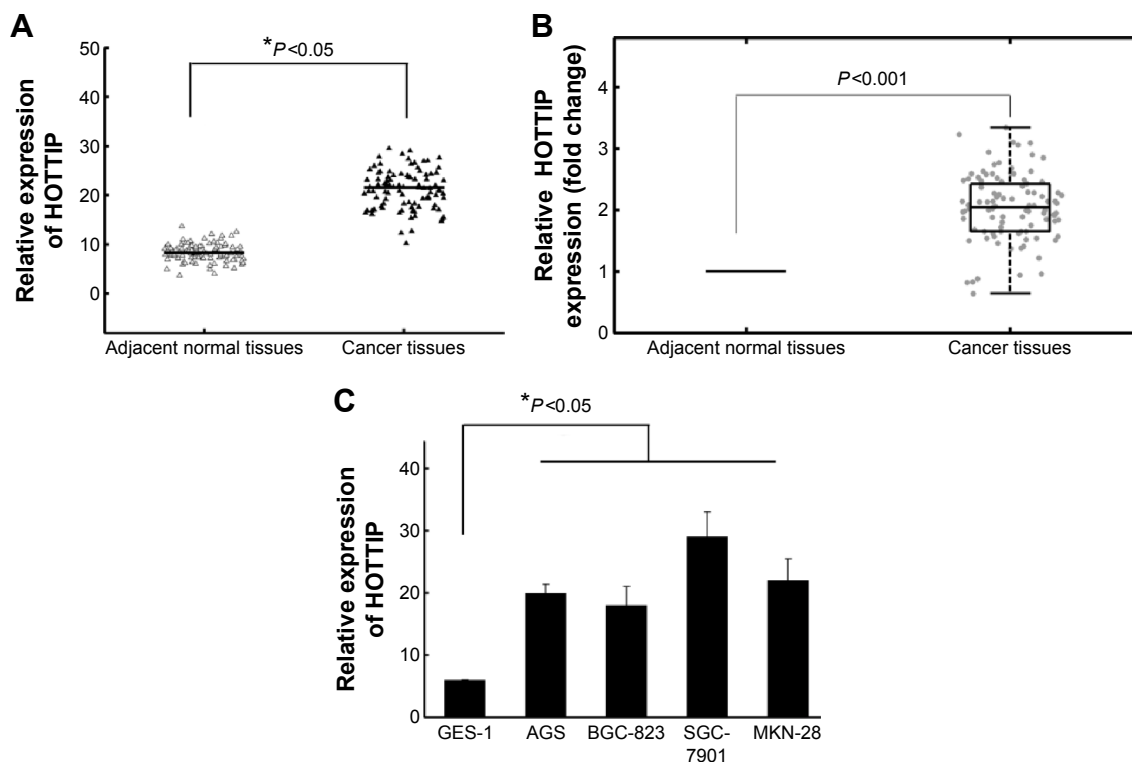 A
*P<0.05
Relative expression
of HOTTIP
50
40
30
20
10
0
Adjacent normal tissues
Cancer tissues
B
P<0.001
Relative HOTTIP
expression (fold change)
4
3
2
1
0
Adjacent normal tissues
Cancer tissues
C
*P<0.05
Relative expression
of HOTTIP
40
30
20
10
0
GES-1
AGS
BGC-823
SGC-
7901
MKN-28